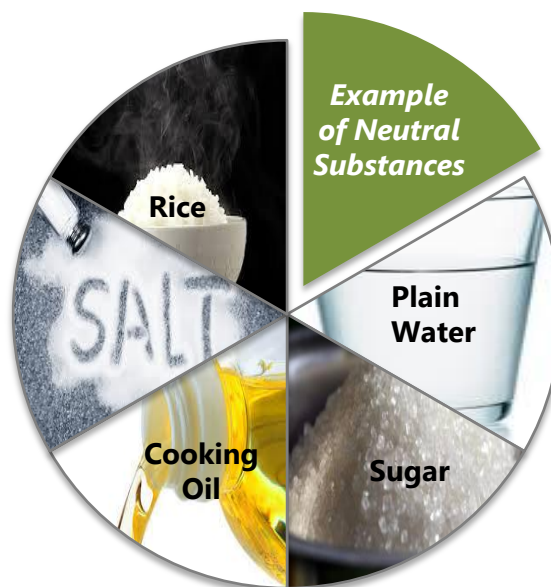 Example
of Neutral
Substances
Plain
Water
Sugar
Cooking
Oil
SALT
Rice